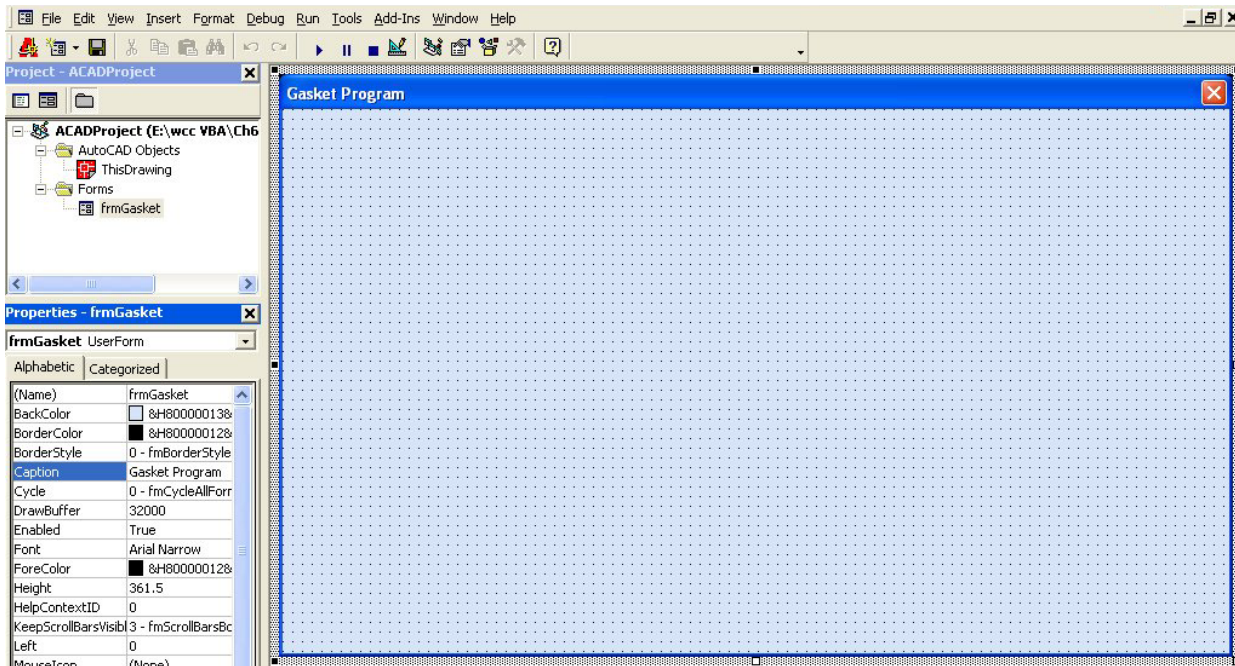 File Edit View Insert Format Debug Run Tools Add-Ins Window Help
Project - ACADProject
ACADProject (E:\wcc VBA\Ch6
AutoCAD Objects
ThisDrawing
Forms
frmGasket
Properties - frmGasket
frmGasket UserForm
Alphabetic Categorized
(Name) frmGasket
BackColor &H80000013&
BorderColor &H80000012&
BorderStyle 0 - fmBorderStyle
Caption Gasket Program
Cycle 0 - fmCycleAllForr
DrawBuffer 32000
Enabled True
Font Arial Narrow
ForeColor &H80000012&
Height 361.5
HelpContextID 0
KeepScrollBarsVisibl 3 - fmScrollBarsBc
Left 0
MouseIcon (None)
Gasket Program